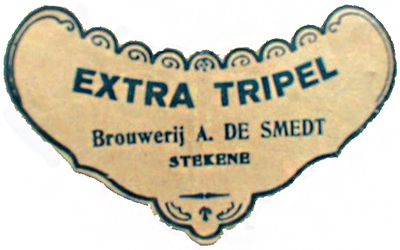 EXTRA TRIPEL
Brouwerij A. DE SMEDT
STEKENE